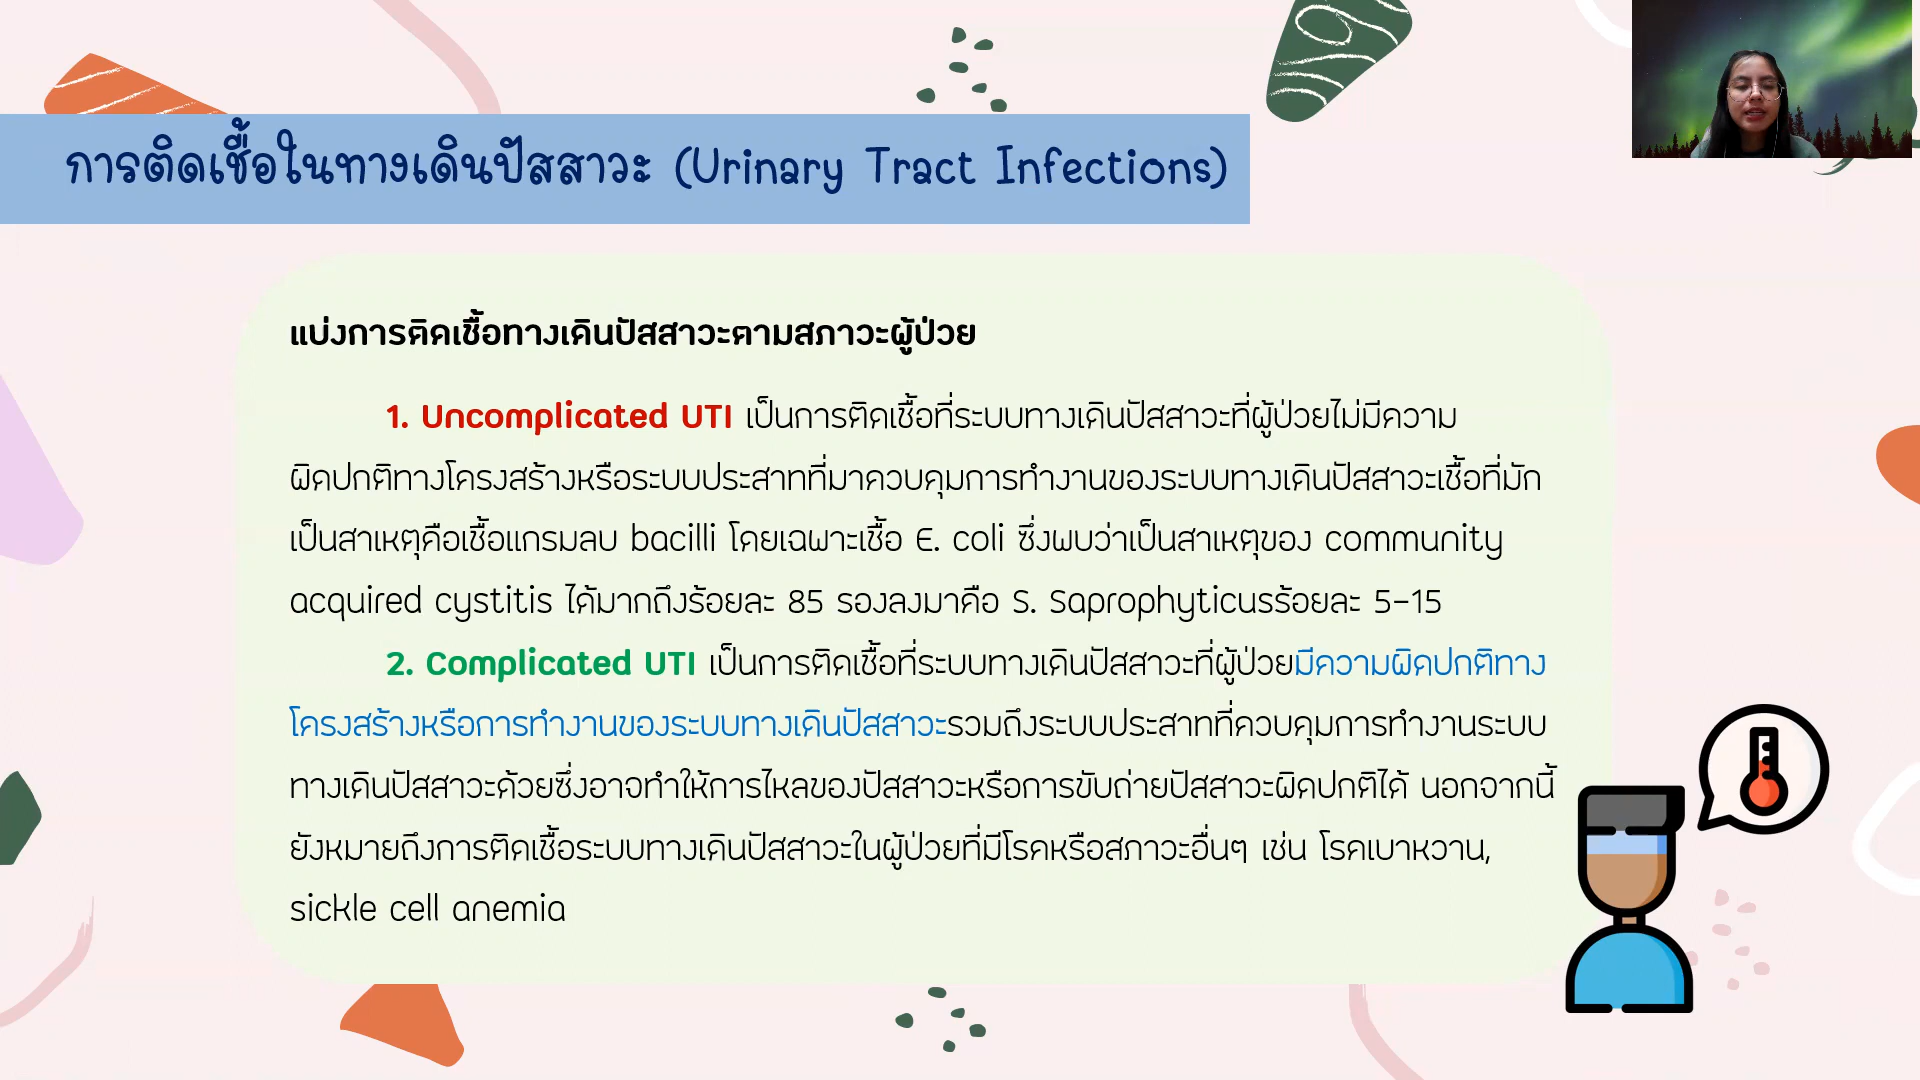 การติดเชื้อในทางเดินปัสสาวะ (Urinary Tract Infections)
แบ่งการติดเชื้อทางเดินปัสสาวะตามสภาวะผู้ป่วย
1. Uncomplicated UTI เป็นการติดเชื้อที่ระบบทางเดินปัสสาวะที่ผู้ป่วยไม่มีความ
ผิดปกติทางโครงสร้างหรือระบบประสาทที่มาควบคุมการทำงานของระบบทางเดินปัสสาวะเชื้อที่มัก
เป็นสาเหตุคือเชื้อแกรมลบ bacilli โดยเฉพาะเชื้อ E. coli ซึ่งพบว่าเป็นสาเหตุของ community
acquired cystitis ได้มากถึงร้อยละ 85 รองลงมาคือ S. Saprophyticusร้อยละ 5-15
2. Complicated UTI เป็นการติดเชื้อที่ระบบทางเดินปัสสาวะที่ผู้ป่วยมีความผิดปกติทาง
โครงสร้างหรือการทำงานของระบบทางเดินปัสสาวะรวมถึงระบบประสาทที่ควบคุมการทำงานระบบ
ทางเดินปัสสาวะด้วยซึ่งอาจทำให้การไหลของปัสสาวะหรือการขับถ่ายปัสสาวะผิดปกติได้ นอกจากนี้
ยังหมายถึงการติดเชื้อระบบทางเดินปัสสาวะในผู้ป่วยที่มีโรคหรือสภาวะอื่นๆ เช่น โรคเบาหวาน,
sickle cell anemia